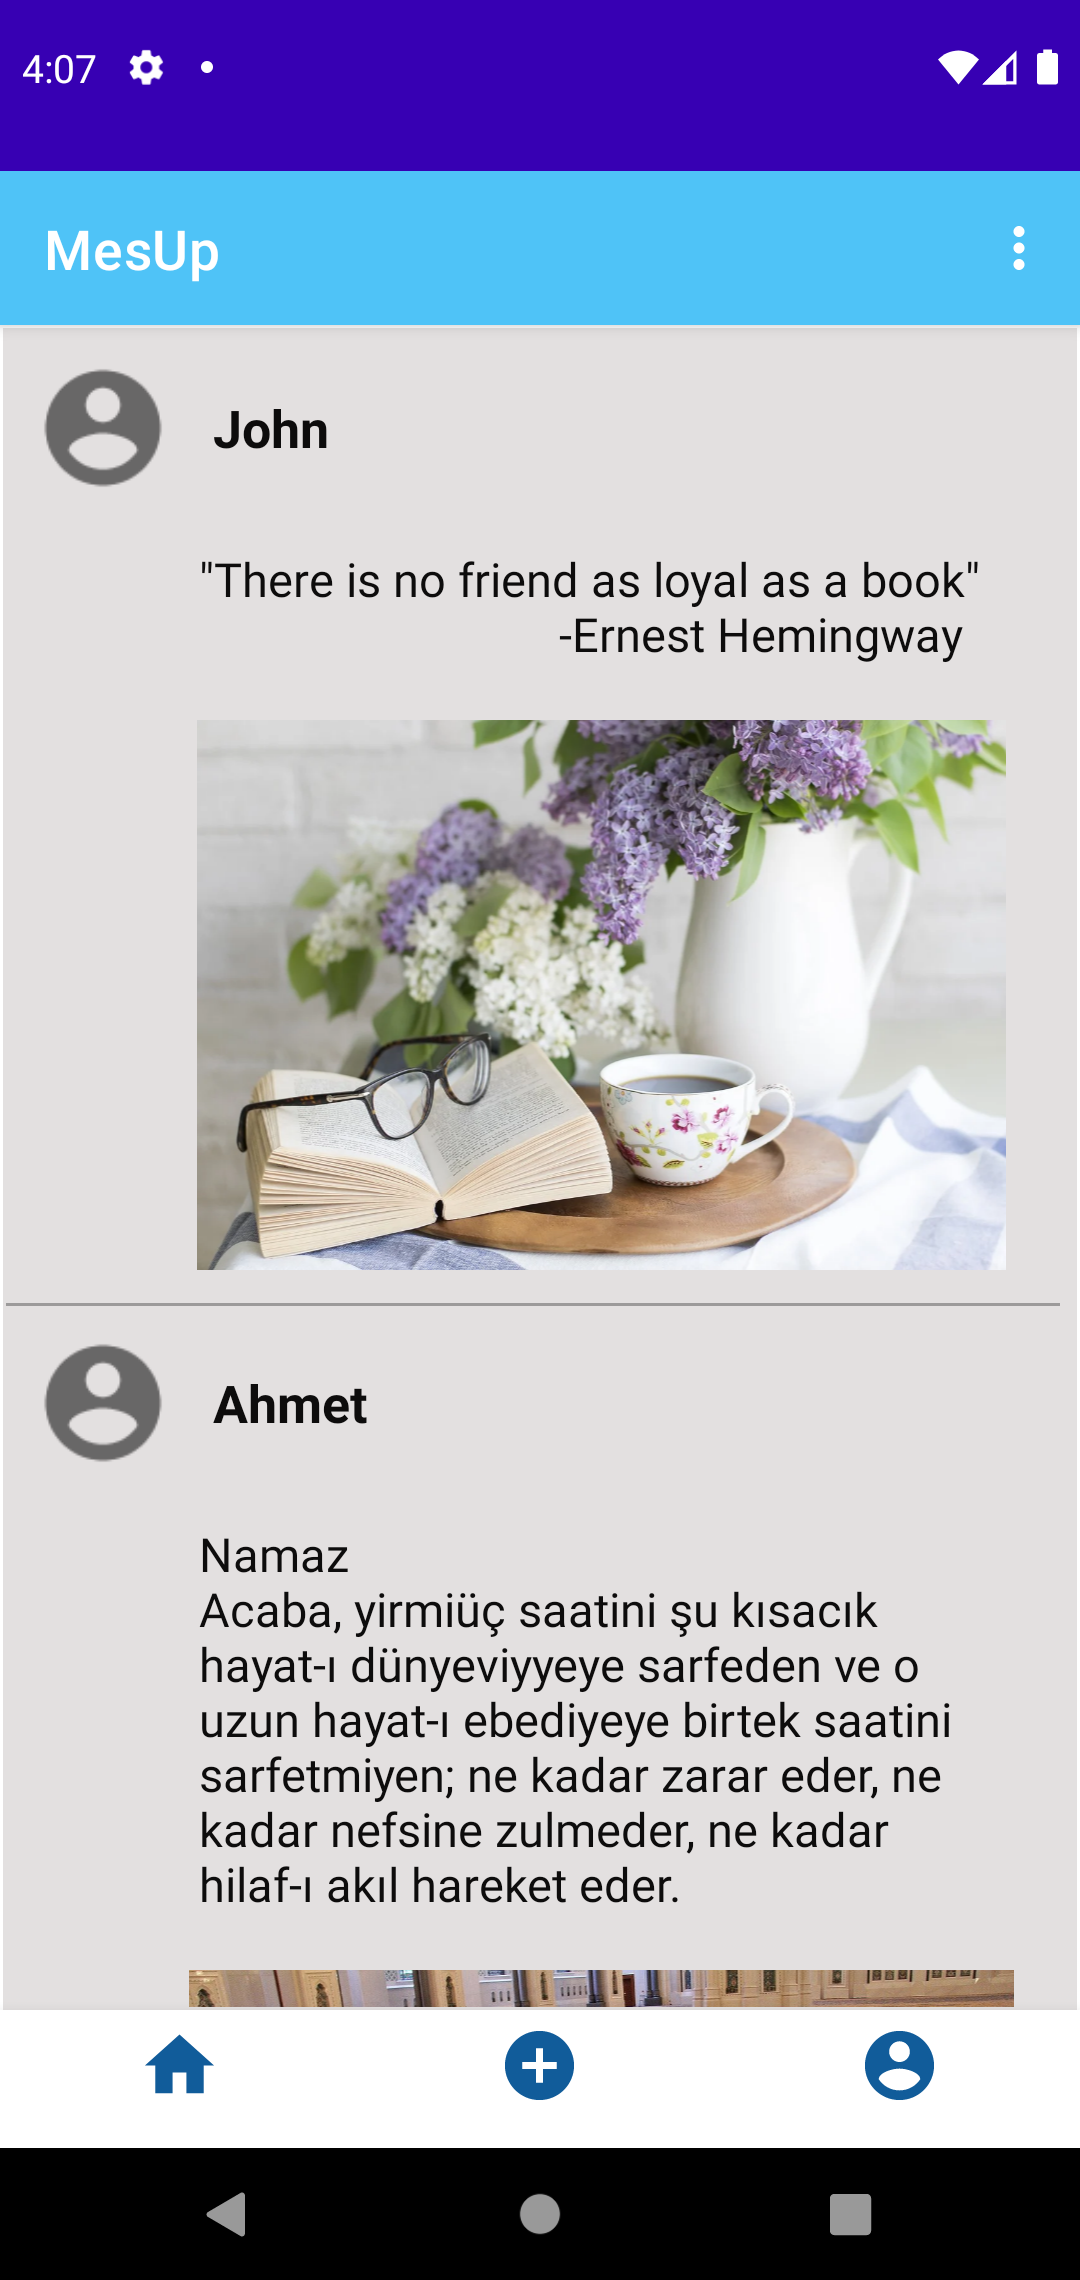 4:07
MesUp
John
"There is no friend as loyal as a book"
-Ernest Hemingway
Ahmet
Namaz
Acaba, yirmiüç saatini şu kısacık
hayat-ı dünyeviyyeye sarfeden ve o
uzun hayat-ı ebediyeye birtek saatini
sarfetmiyen; ne kadar zarar eder, ne
kadar nefsine zulmeder, ne kadar
hilaf-ı akıl hareket eder.